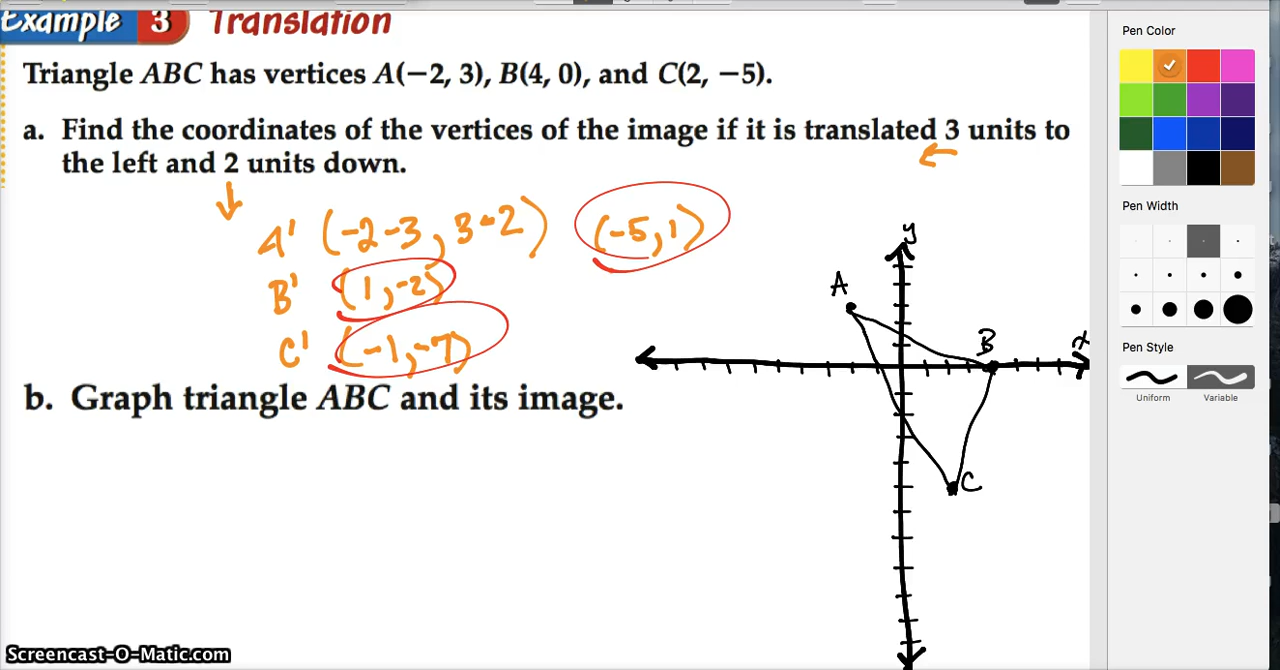 Example 3 Translation
Triangle ABC has vertices A(−2, 3), B(4, 0), and C(2, −5).
a. Find the coordinates of the vertices of the image if it is translated 3 units to
the left and 2 units down.
A' (-2-3, 3-2) (-5,1)
B' (1,-2)
C' (-1,-7)
b. Graph triangle ABC and its image.
y
A
B
x
C
Pen Color
Pen Width
Pen Style
Uniform Variable
Screencast-O-Matic.com